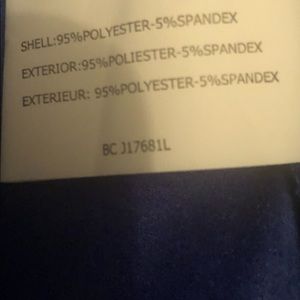 SHELL:95%POLYESTER-5%SPANDEX
EXTERIOR:95%POLIESTER-5%SPANDEX
EXTERIEUR: 95%POLYESTER-5%SPANDEX
BC J17681L